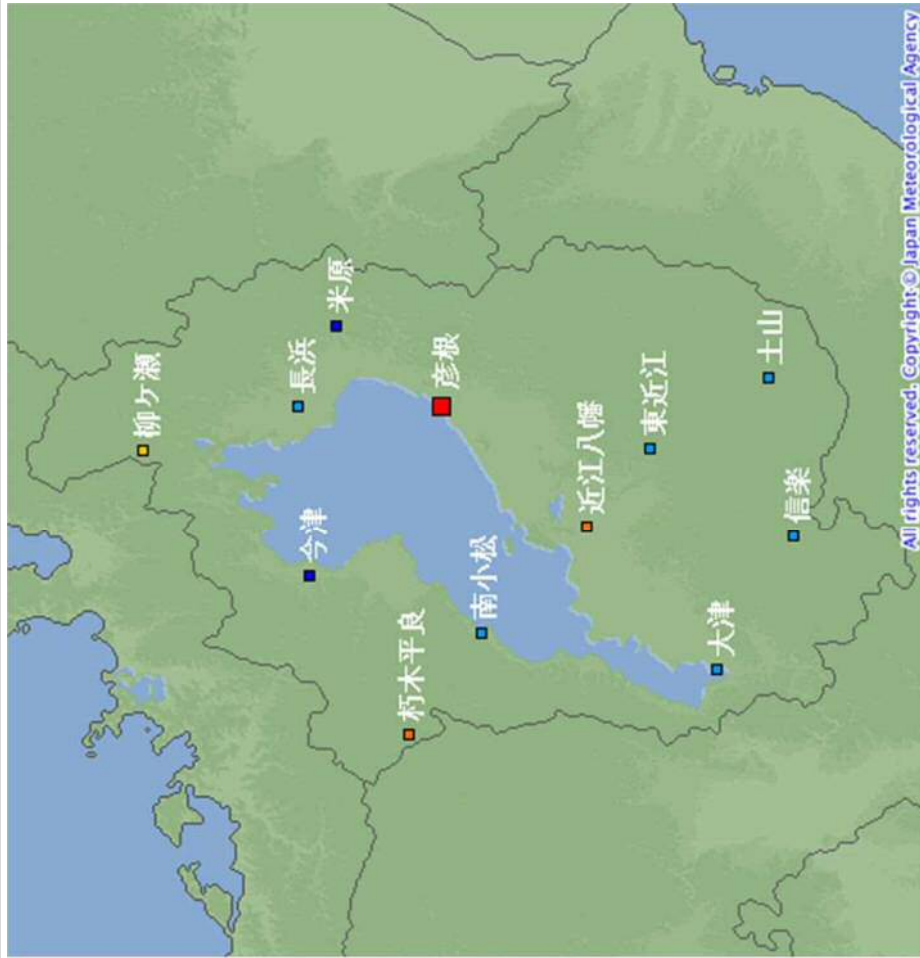 柳ケ瀬
長浜
米原
今津
彦根
朽木平良
南小松
近江八幡
東近江
大津
信楽
土山
All rights reserved. Copyright © Japan Meteorological Agency